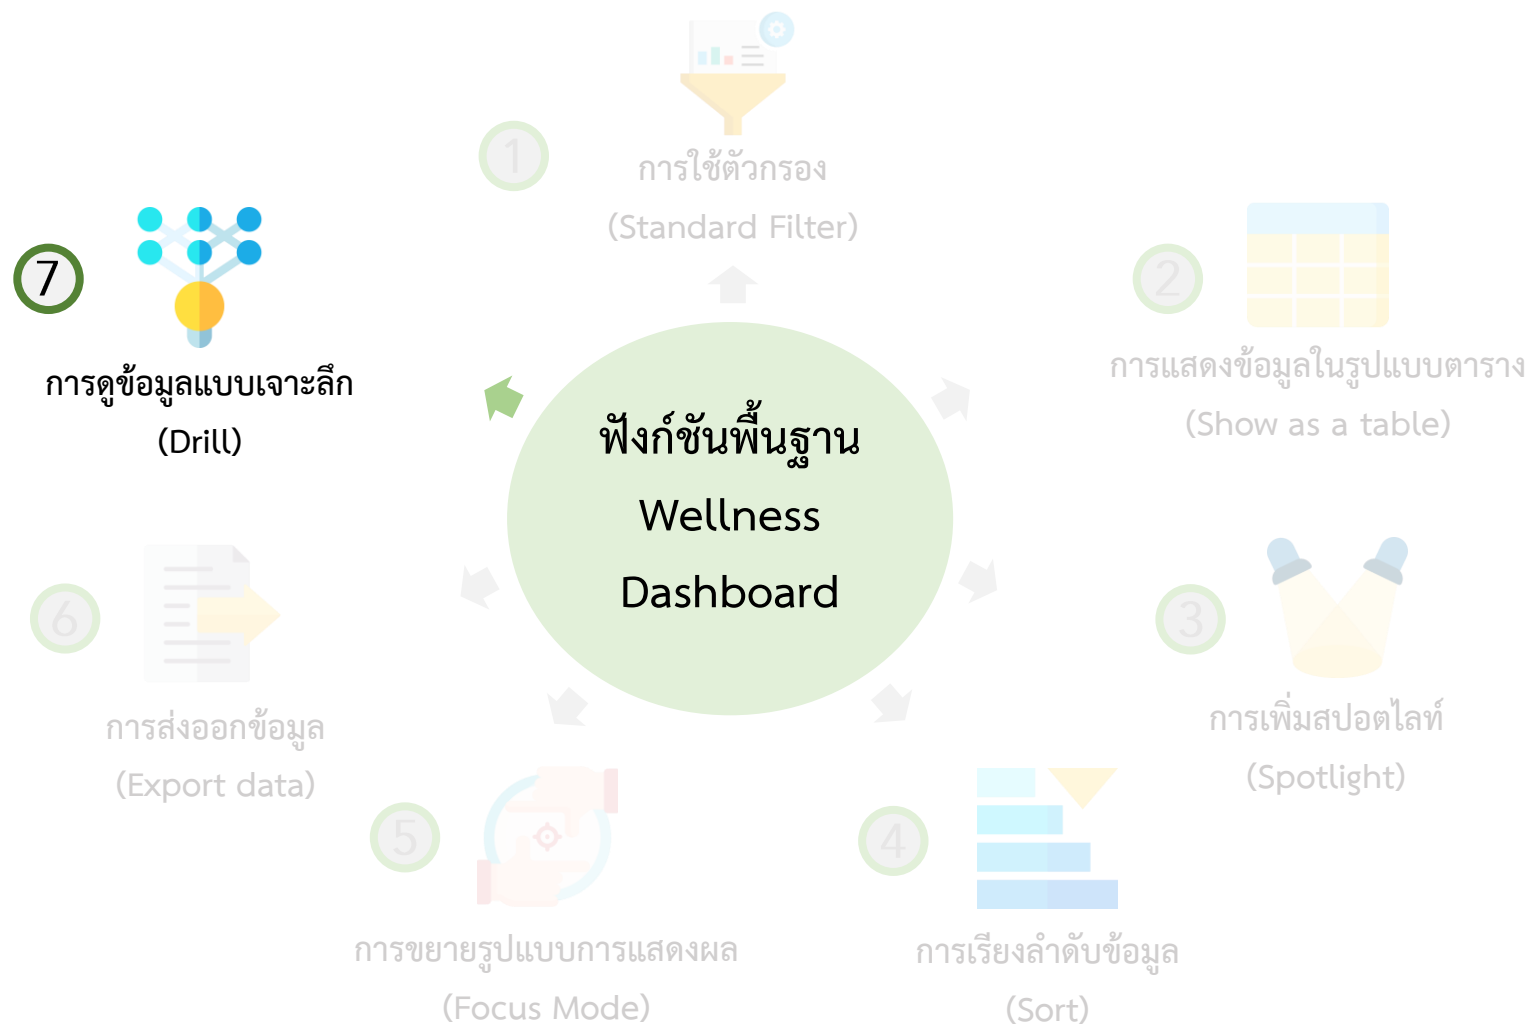 1
การใช้ตัวกรอง
(Standard Filter)
2
การแสดงข้อมูลในรูปแบบตาราง
(Show as a table)
3
การเพิ่มสปอตไลท์
(Spotlight)
4
การเรียงลำดับข้อมูล
(Sort)
5
การขยายรูปแบบการแสดงผล
(Focus Mode)
6
การส่งออกข้อมูล
(Export data)
7
การดูข้อมูลแบบเจาะลึก
(Drill)
ฟังก์ชันพื้นฐาน
Wellness
Dashboard